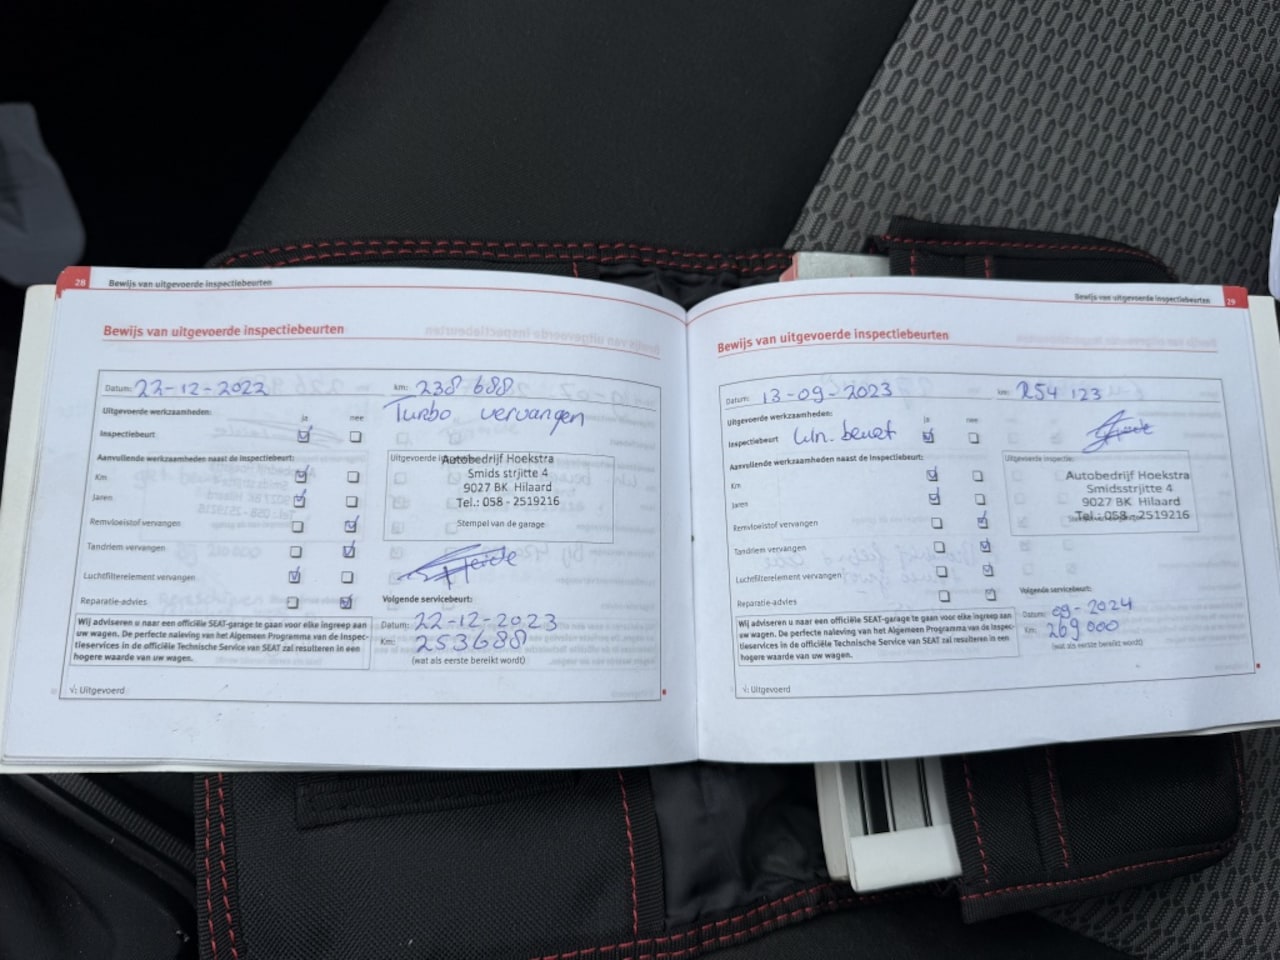 28 Bewijs van uitgevoerde inspectiebeurten
Bewijs van uitgevoerde inspectiebeurten
Datum: 22-12-2022 km: 238 688
Uitgevoerde werkzaamheden: ja nee Turbo vervangen
Inspectiebeurt
Aanvullende werkzaamheden naast de Inspectiebeurt:
Km
Jaren
Remvloeistof vervangen
Tandriem vervangen
Luchtfilterelement vervangen
Reparatie-advies
Autobedrijf Hoekstra
Smids strjitte 4
9027 BK Hilaard
Tel.: 058 - 2519216
Stempel van de garage
Volgende servicebeurt:
Datum: 22-12-2023
Km: 253688
(wat als eerste bereikt wordt)
Wij adviseren u naar een officiële SEAT-garage te gaan voor elke ingreep aan
uw wagen. De perfecte naleving van het Algemeen Programma van de Inspec-
tieservices in de officiële Technische Service van SEAT zal resulteren in een
hogere waarde van uw wagen.
√: Uitgevoerd
Bewijs van uitgevoerde inspectiebeurten 29
Bewijs van uitgevoerde inspectiebeurten
Datum: 13-09-2023 km: 254 123
Uitgevoerde werkzaamheden: ja nee
Inspectiebeurt
Aanvullende werkzaamheden naast de Inspectiebeurt:
Km
Jaren
Remvloeistof vervangen
Tandriem vervangen
Luchtfilterelement vervangen
Reparatie-advies
Uitgevoerde inspectie:
Autobedrijf Hoekstra
Smidsstrjitte 4
9027 BK Hilaard
Tel.: 058 - 2519216
Volgende servicebeurt:
Datum: 09-2024
Km: 269 000
(wat als eerste bereikt wordt)
Wij adviseren u naar een officiële SEAT-garage te gaan voor elke ingreep aan
uw wagen. De perfecte naleving van het Algemeen Programma van de Inspec-
tieservices in de officiële Technische Service van SEAT zal resulteren in een
hogere waarde van uw wagen.
√: Uitgevoerd